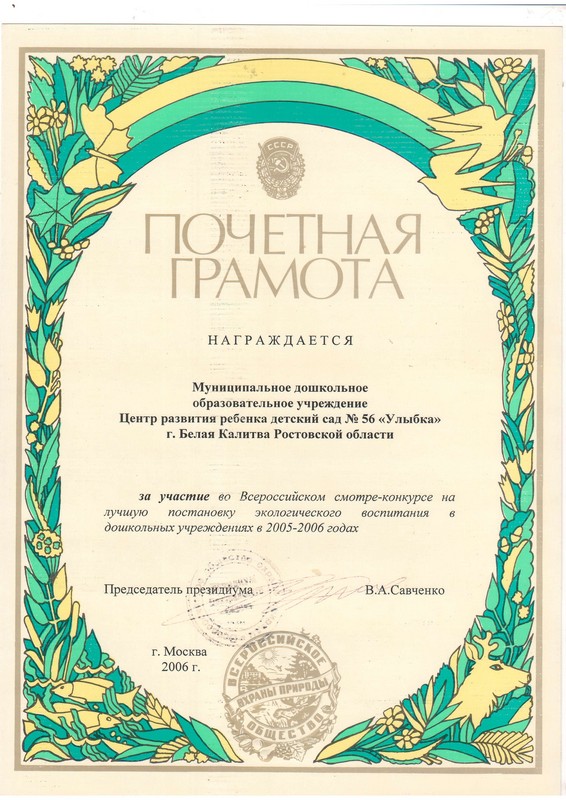 СССР
ПОЧЕТНАЯ
ГРАМОТА
НАГРАЖДАЕТСЯ
Муниципальное дошкольное
образовательное учреждение
Центр развития ребенка детский сад № 56 «Улыбка»
г. Белая Калитва Ростовской области
за участие во Всероссийском смотре-конкурсе на
лучшую постановку экологического воспитания в
дошкольных учреждениях в 2005-2006 годах
Председатель президиума В.А.Савченко
г. Москва
2006 г.
ВСЕРОССИЙСКОЕ
ОХРАНЫ ПРИРОДЫ
ОБЩЕСТВО